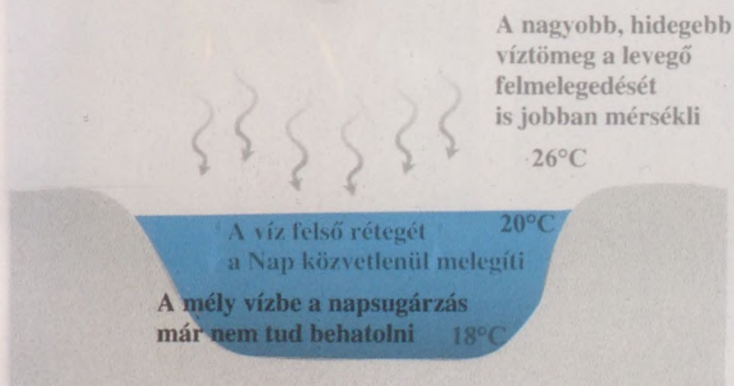 A nagyobb, hidegebb
víztömeg a levegő
felmelegedését
is jobban mérsékli
26°C
20°C
A víz felső rétegét
a Nap közvetlenül melegíti
A mély vízbe a napsugárzás
már nem tud behatolni
18°C